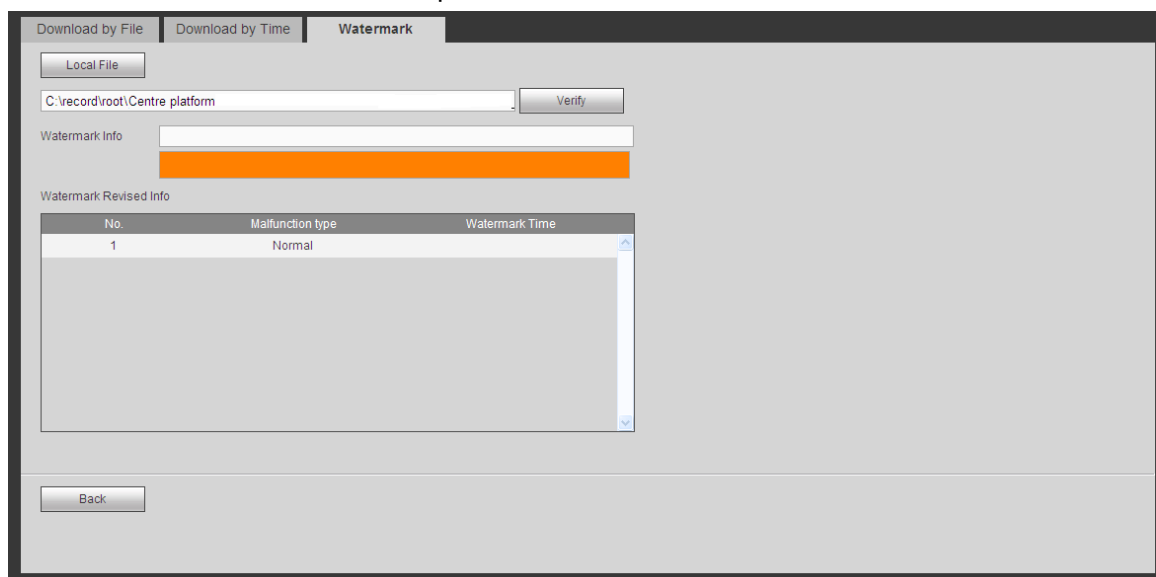 Download by File Download by Time Watermark
Local File
C:\record\root\Centre platform Verify
Watermark Info
Watermark Revised Info
No. Malfunction type Watermark Time
1 Normal
Back